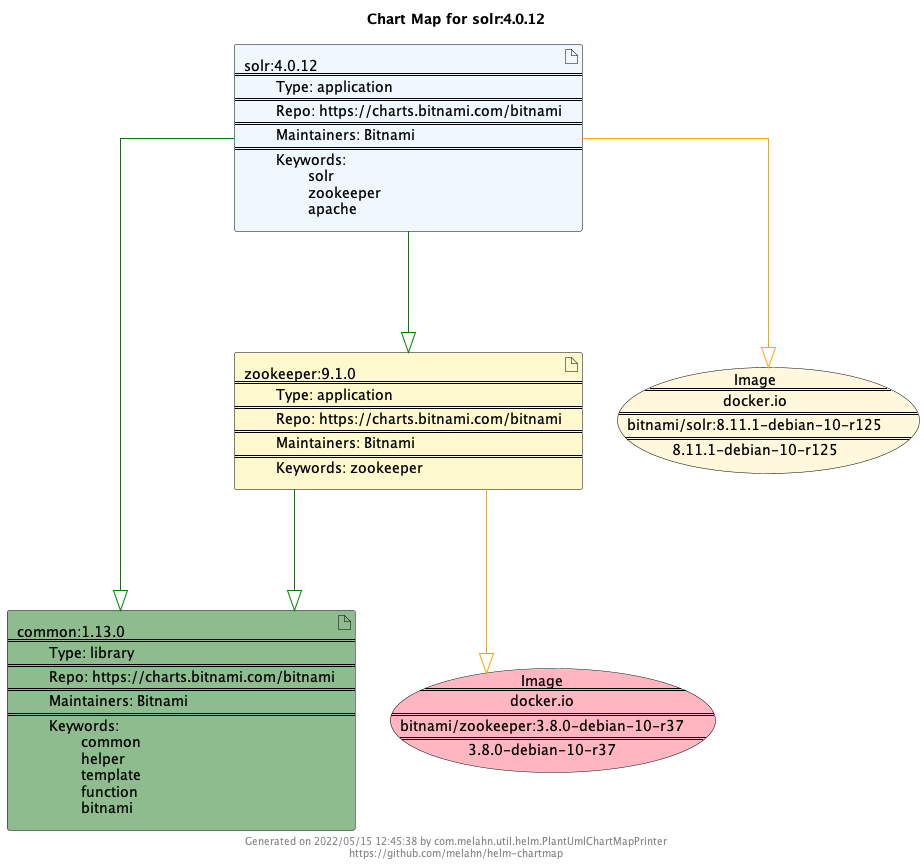 Chart Map for solr:4.0.12
solr:4.0.12
Type: application
Repo: https://charts.bitnami.com/bitnami
Maintainers: Bitnami
Keywords:
solr
zookeeper
apache
zookeeper:9.1.0
Type: application
Repo: https://charts.bitnami.com/bitnami
Maintainers: Bitnami
Keywords: zookeeper
Image
docker.io
bitnami/solr:8.11.1-debian-10-r125
8.11.1-debian-10-r125
common:1.13.0
Type: library
Repo: https://charts.bitnami.com/bitnami
Maintainers: Bitnami
Keywords:
common
helper
template
function
bitnami
Image
docker.io
bitnami/zookeeper:3.8.0-debian-10-r37
3.8.0-debian-10-r37
Generated on 2022/05/15 12:45:38 by com.melahn.util.helm.PlantUmlChartMapPrinter
https://github.com/melahn/helm-chartmap